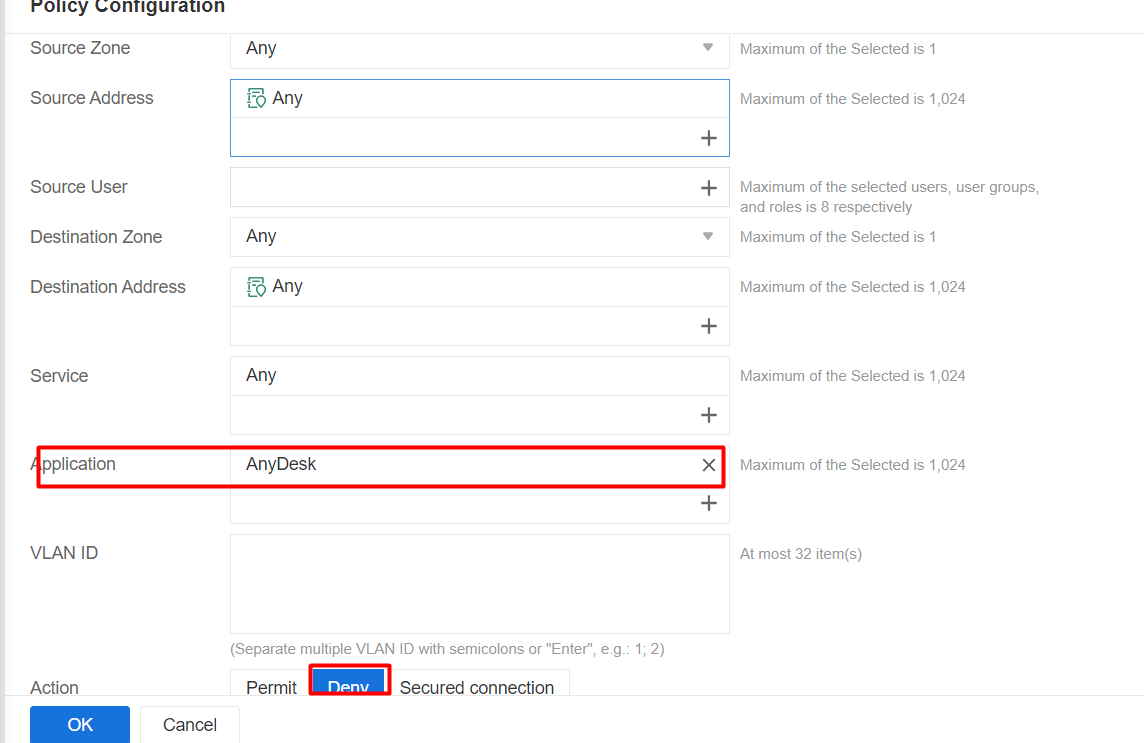 Policy Configuration
Source Zone Any Maximum of the Selected is 1
Source Address Any Maximum of the Selected is 1,024
Source User Maximum of the selected users, user groups,
and roles is 8 respectively
Destination Zone Any Maximum of the Selected is 1
Destination Address Any Maximum of the Selected is 1,024
Service Any Maximum of the Selected is 1,024
Application AnyDesk Maximum of the Selected is 1,024
VLAN ID At most 32 item(s)
(Separate multiple VLAN ID with semicolons or "Enter", e.g.: 1; 2)
Action Permit Deny Secured connection
OK Cancel